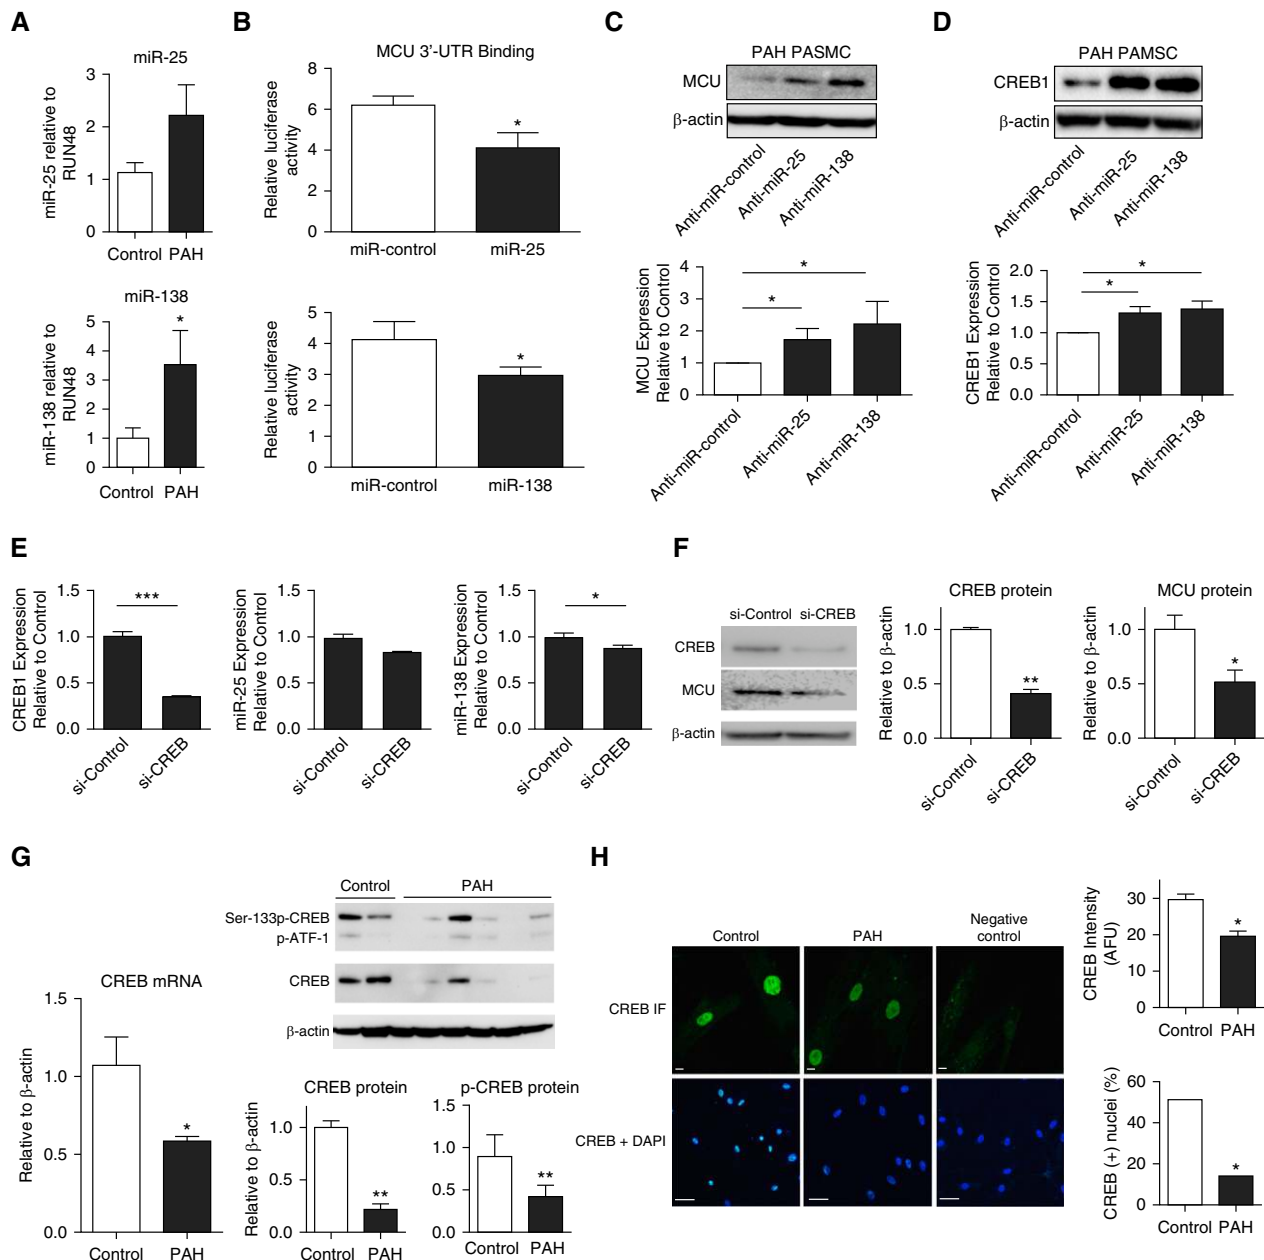 A
miR-25
miR-25 relative to
RUN48
3
2
1
0
Control PAH
miR-138
miR-138 relative to
RUN48
5
4
3
2
1
0
*
Control PAH
B
MCU 3'-UTR Binding
Relative luciferase
activity
8
6
4
2
0
*
miR-control miR-25
Relative luciferase
activity
5
4
3
2
1
0
*
miR-control miR-138
C
PAH PASMC
MCU
β-actin
Anti-miR-control
Anti-miR-25
Anti-miR-138
MCU Expression
Relative to Control
4
3
2
1
0
*
*
Anti-miR-control
Anti-miR-25
Anti-miR-138
D
PAH PAMSC
CREB1
β-actin
Anti-miR-control
Anti-miR-25
Anti-miR-138
CREB1 Expression
Relative to Control
2.0
1.5
1.0
0.5
0.0
*
*
Anti-miR-control
Anti-miR-25
Anti-miR-138
E
CREB1 Expression
Relative to Control
1.5
1.0
0.5
0.0
***
si-Control
si-CREB
miR-25 Expression
Relative to Control
1.5
1.0
0.5
0.0
si-Control
si-CREB
miR-138 Expression
Relative to Control
1.5
1.0
0.5
0.0
*
si-Control
si-CREB
F
si-Control si-CREB
CREB
MCU
β-actin
CREB protein
Relative to β-actin
1.0
0.5
0.0
**
si-Control
si-CREB
MCU protein
Relative to β-actin
1.0
0.5
0.0
*
si-Control
si-CREB
G
CREB mRNA
Relative to β-actin
1.5
1.0
0.5
0.0
*
Control PAH
Control PAH
Ser-133p-CREB
p-ATF-1
CREB
β-actin
CREB protein
Relative to β-actin
1.0
0.5
0.0
**
Control PAH
p-CREB protein
1.5
1.0
0.5
0.0
**
Control PAH
H
Control PAH Negative
control
CREB IF
CREB + DAPI
CREB Intensity
(AFU)
30
20
10
0
*
Control PAH
CREB (+) nuclei (%)
60
40
20
0
*
Control PAH